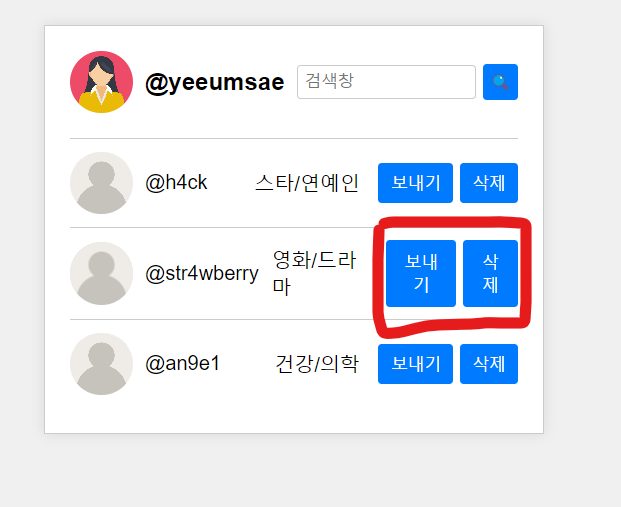 @yeeumsae 검색창
@h4ck 스타/연예인 보내기 삭제
@str4wberry 영화/드라
마 보내
기 삭
제
@an9e1 건강/의학 보내기 삭제